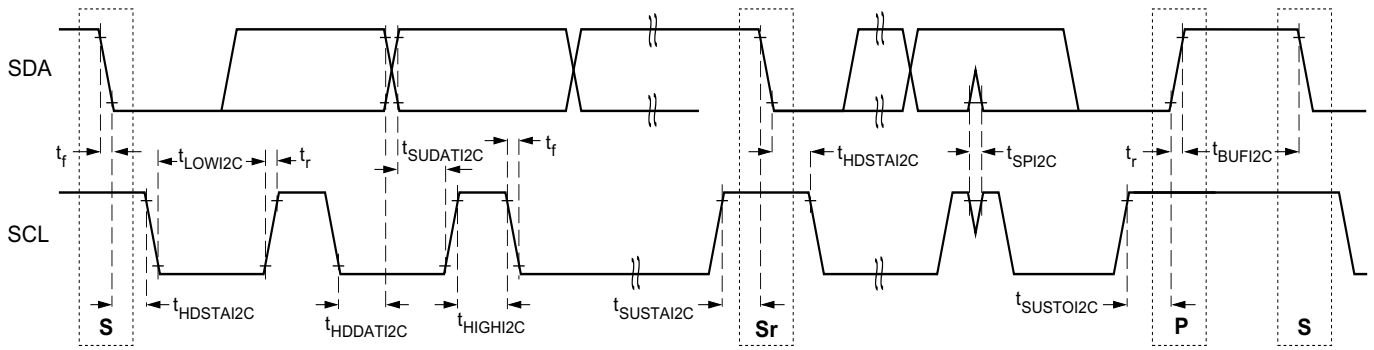 SDA
t_f
t_LOWI2C
t_r
t_SUDATI2C
t_f
t_HDSTAI2C
t_SPI2C
t_r
t_BUFI2C
SCL
t_HDSTAI2C
t_HDDATI2C
t_HIGHI2C
t_SUSTAI2C
t_SUSTOI2C
S
Sr
P
S